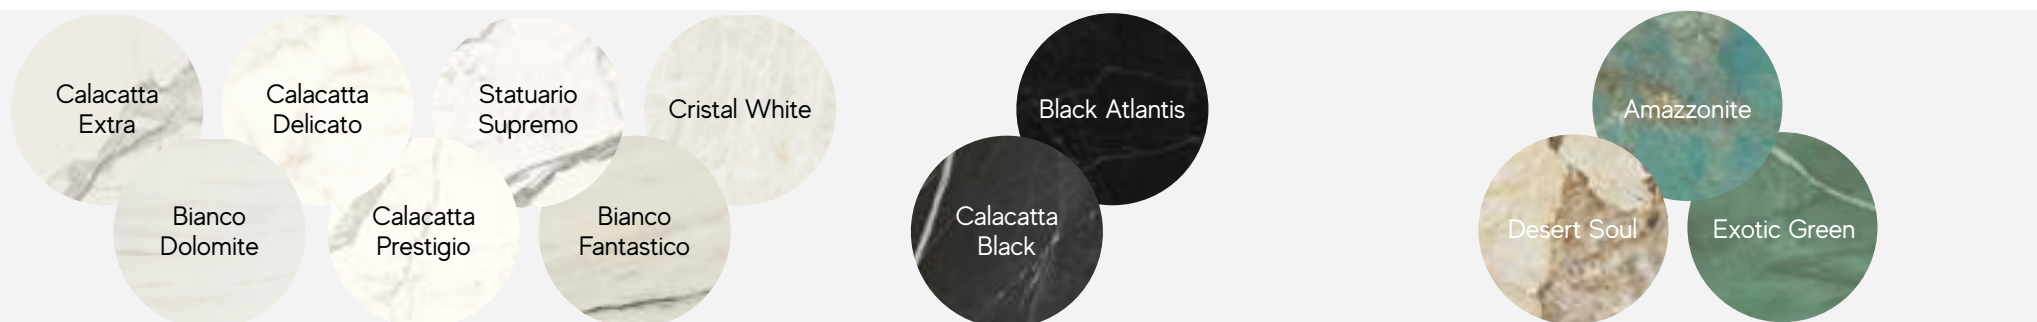 Calacatta
Extra
Calacatta
Delicato
Statuario
Supremo
Cristal White
Bianco
Dolomite
Calacatta
Prestigio
Bianco
Fantastico
Black Atlantis
Calacatta
Black
Amazzonite
Desert Soul
Exotic Green